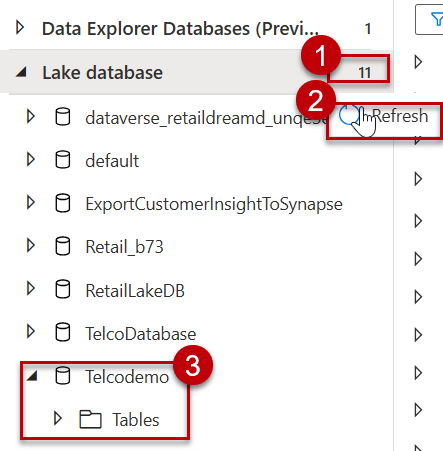 Data Explorer Databases (Previ... 1
1
Lake database 11
2
dataverse_retaildreamd_unqe Refresh
default
ExportCustomerInsightToSynapse
Retail_b73
RetailLakeDB
TelcoDatabase
Telcodemo 3
Tables